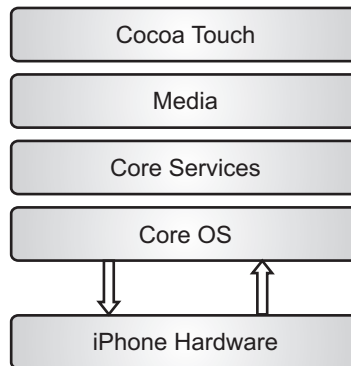 Cocoa Touch
Media
Core Services
Core OS
iPhone Hardware